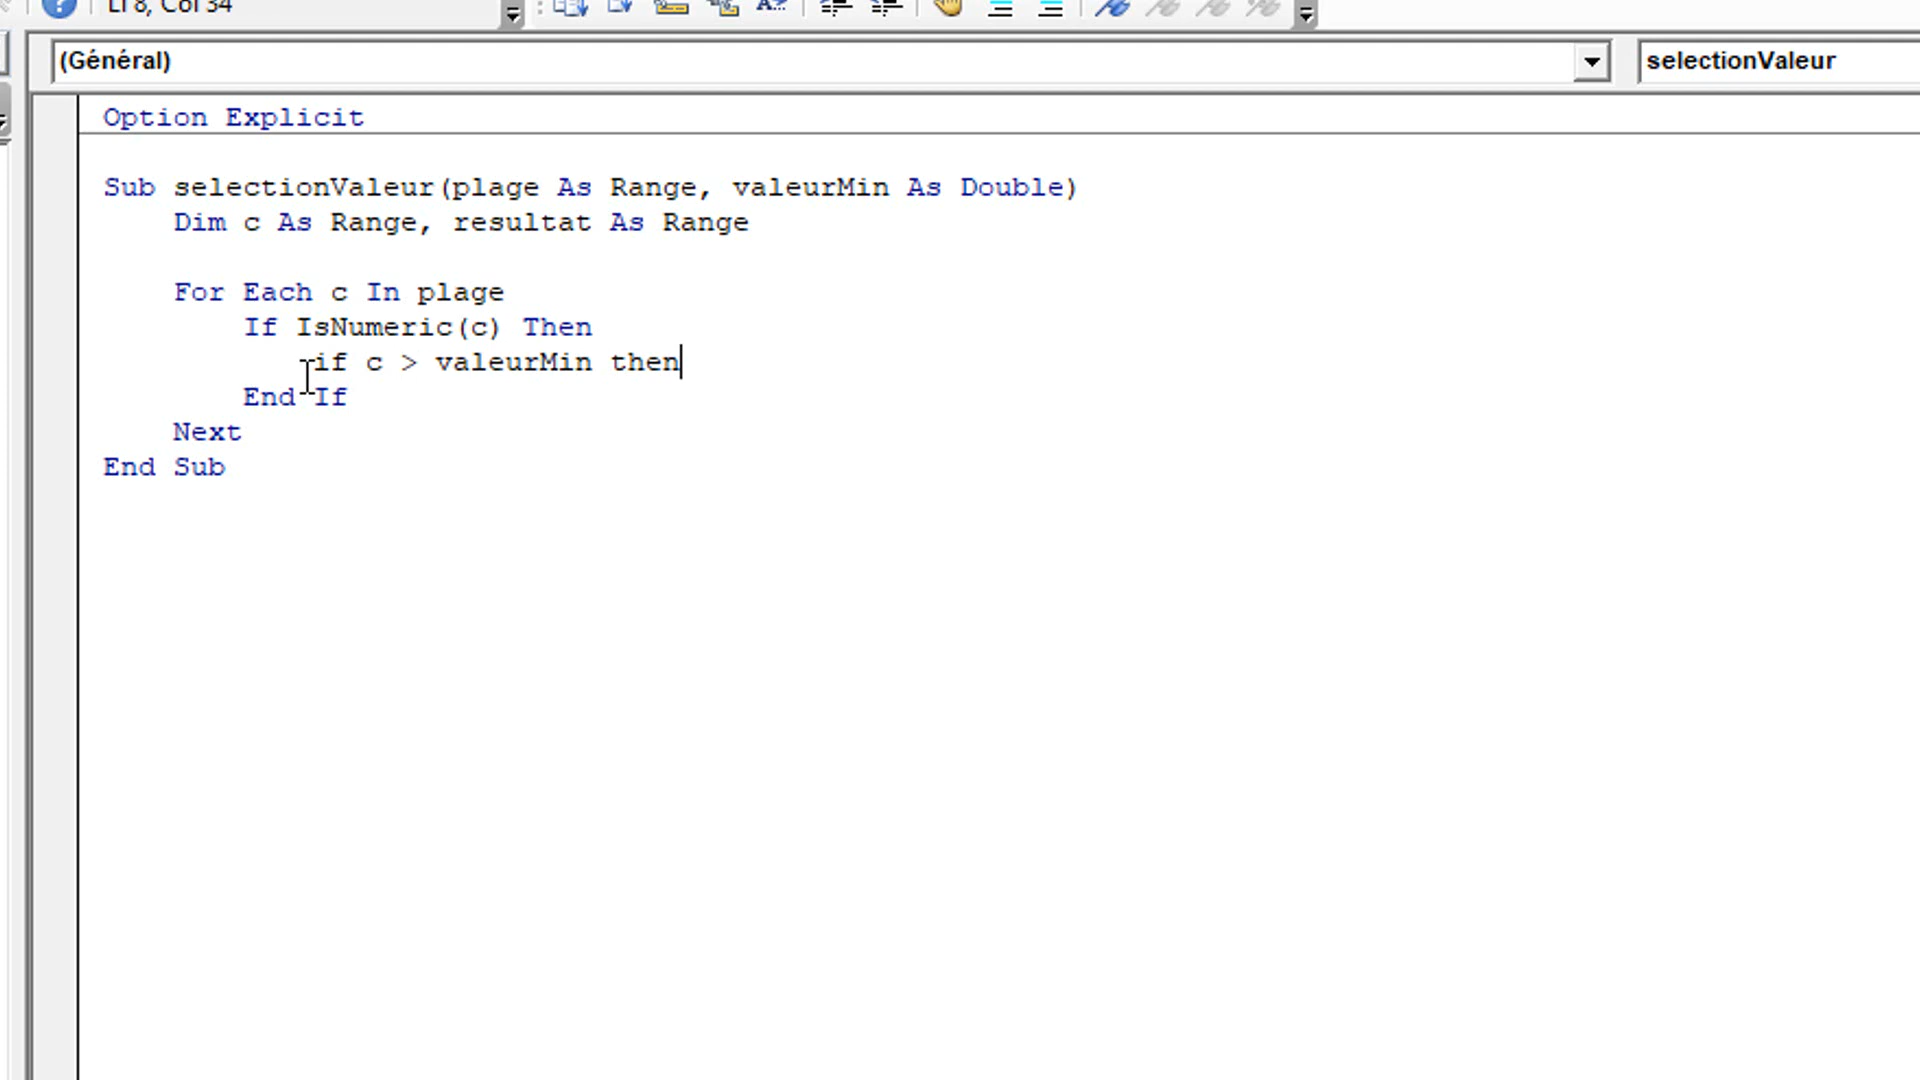 Li 8, Col 34
(Général)
selectionValeur
Option Explicit
Sub selectionValeur(plage As Range, valeurMin As Double)
Dim c As Range, resultat As Range
For Each c In plage
If IsNumeric(c) Then
if c > valeurMin then
End If
Next
End Sub